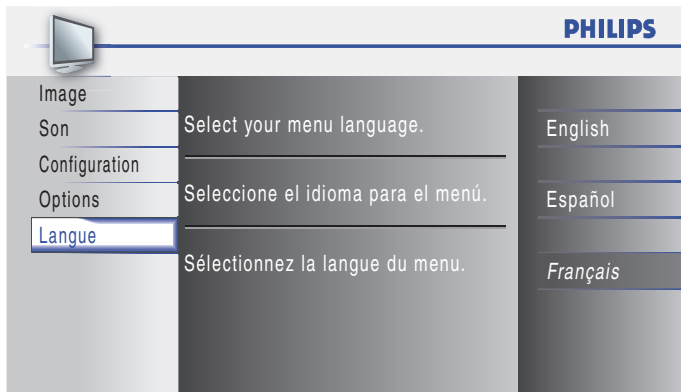 PHILIPS
Image
Son
Configuration
Options
Langue
Select your menu language.
Seleccione el idioma para el menú.
Sélectionnez la langue du menu.
English
Español
Français